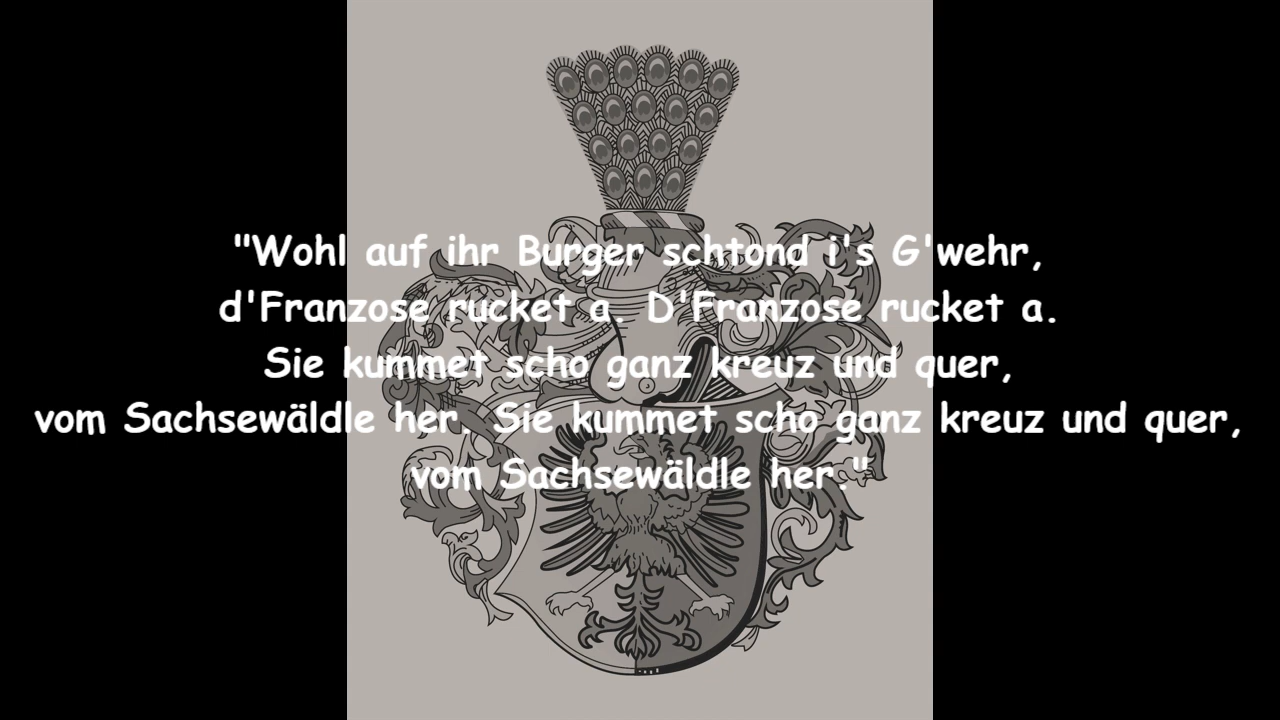 "Wohl auf ihr Burger schtond i's G'wehr,
d'Franzose rucket a. D'Franzose rucket a.
Sie kummet scho ganz kreuz und quer,
vom Sachsewäldle her. Sie kummet scho ganz kreuz und quer,
vom Sachsewäldle her."